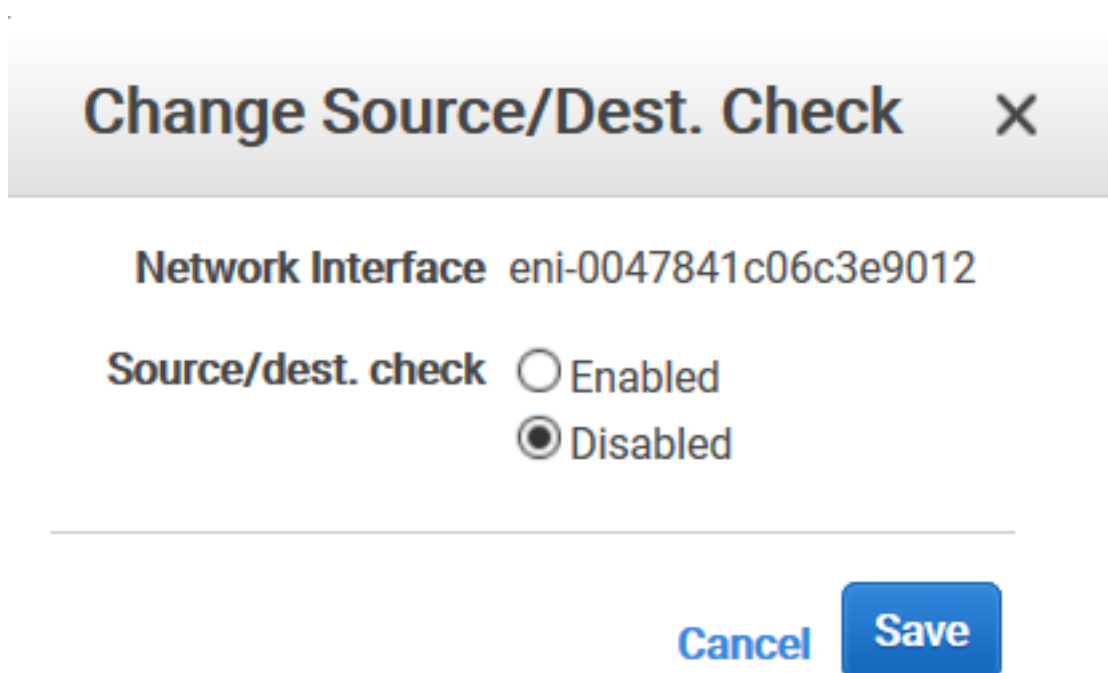 Change Source/Dest. Check
Network Interface eni-0047841c06c3e9012
Source/dest. check Enabled
Disabled
Cancel Save